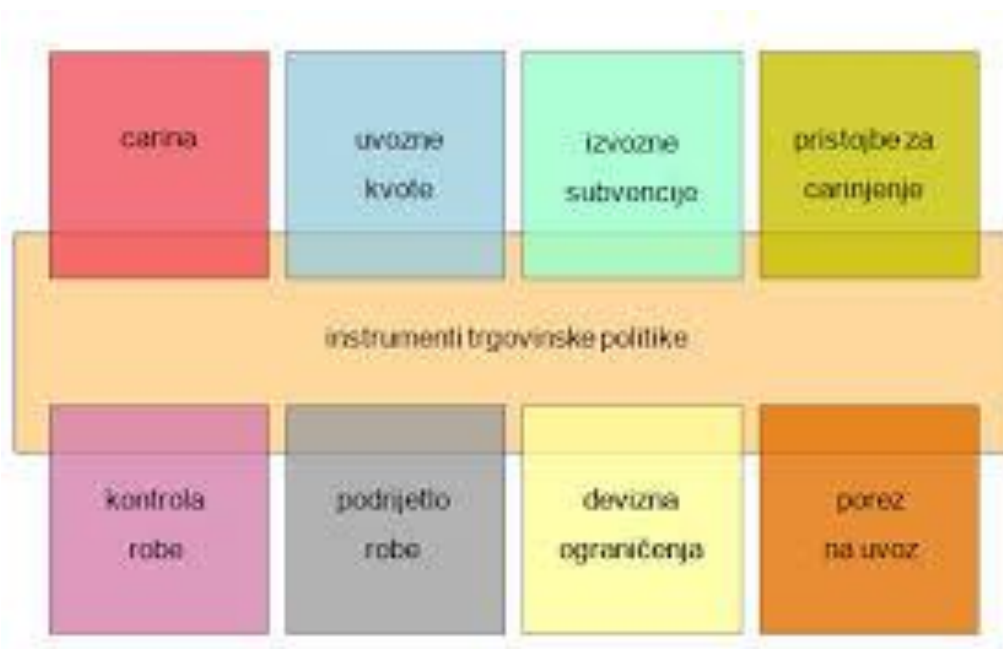 carina
uvozne
kvote
izvozne
subvencije
pristojbe za
carinjenje
instrumenti trgovinske politike
kontrola
robe
podrijetlo
robe
devizna
ograničenja
porez
na uvoz